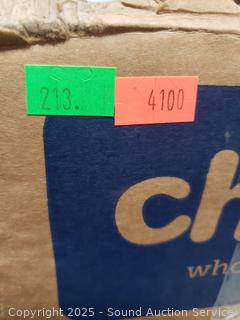 213.
4100
ch
whe
Copyright 2025 - Sound Auction Service